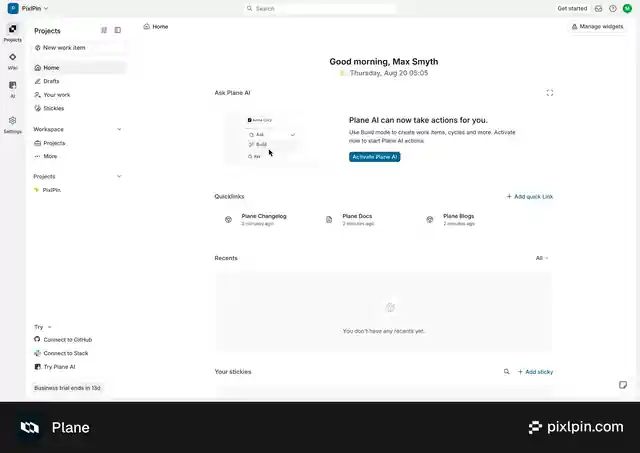 PixlPin
Search
Get started
M
Projects
Wiki
AI
Settings
Projects
New work item
Home
Drafts
Your work
Stickies
Workspace
Projects
More
Projects
PixlPin
Try
Connect to GitHub
Connect to Slack
Try Plane AI
Business trial ends in 13d
Home
Manage widgets
Good morning, Max Smyth
Thursday, Aug 20 05:05
Ask Plane AI
Acme Corp
Ask
Build
Plane AI can now take actions for you.
Use Build mode to create work items, cycles and more. Activate
now to start Plane AI actions
Activate Plane AI
Quicklinks
+ Add quick Link
Plane Changelog
2 minutes ago
Plane Docs
2 minutes ago
Plane Blogs
2 minutes ago
Recents
All
You don't have any recents yet.
Your stickies
+ Add sticky
Plane
pixlpin.com